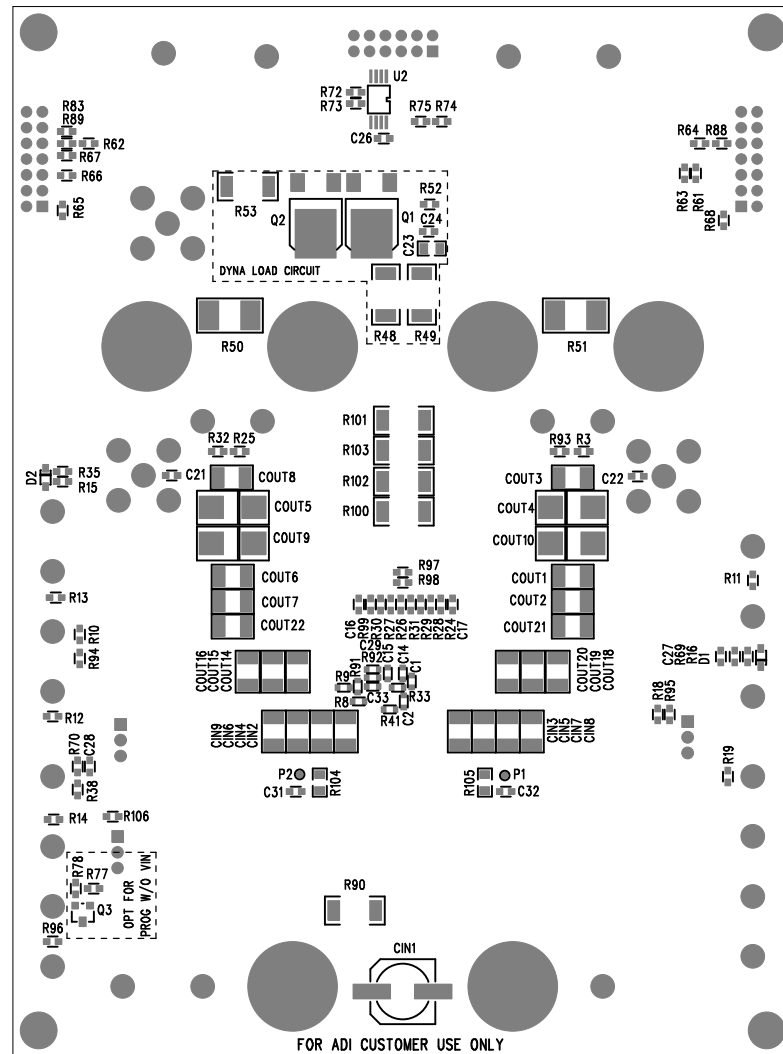 U2
R72
R73
R75 R74
C26
R83
R89
R62
R67
R66
R65
R64 R88
R63
R61
R68
R53
Q2
Q1
R52
C24
C23
DYNA LOAD CIRCUIT
R48 R49
R50
R51
R101
R103
R102
R100
R32 R25
R93 R3
D2
R35
R15
C21
COUT8
COUT5
COUT9
COUT6
COUT7
COUT22
COUT3
C22
COUT4
COUT10
COUT1
COUT2
COUT21
R97
R98
R11
R13
R10
R94
C16
R99
R30
R27
R26
R31
R29
R28
R24
C17
COUT16
COUT15
COUT14
COUT20
COUT19
COUT18
C29
R92
C15
C14
C1
R91
R9
R8
C33
R33
C2
R41
C27
R69
R16
D1
R18
R95
R12
R70
C28
R38
CIN9
CIN6
CIN4
CIN2
CIN3
CIN5
CIN7
CIN8
R19
P2
R104
C31
R105
P1
C32
R14
R106
R78
R77
Q3
OPT FOR
PROG W/O VIN
R96
R90
CIN1
FOR ADI CUSTOMER USE ONLY